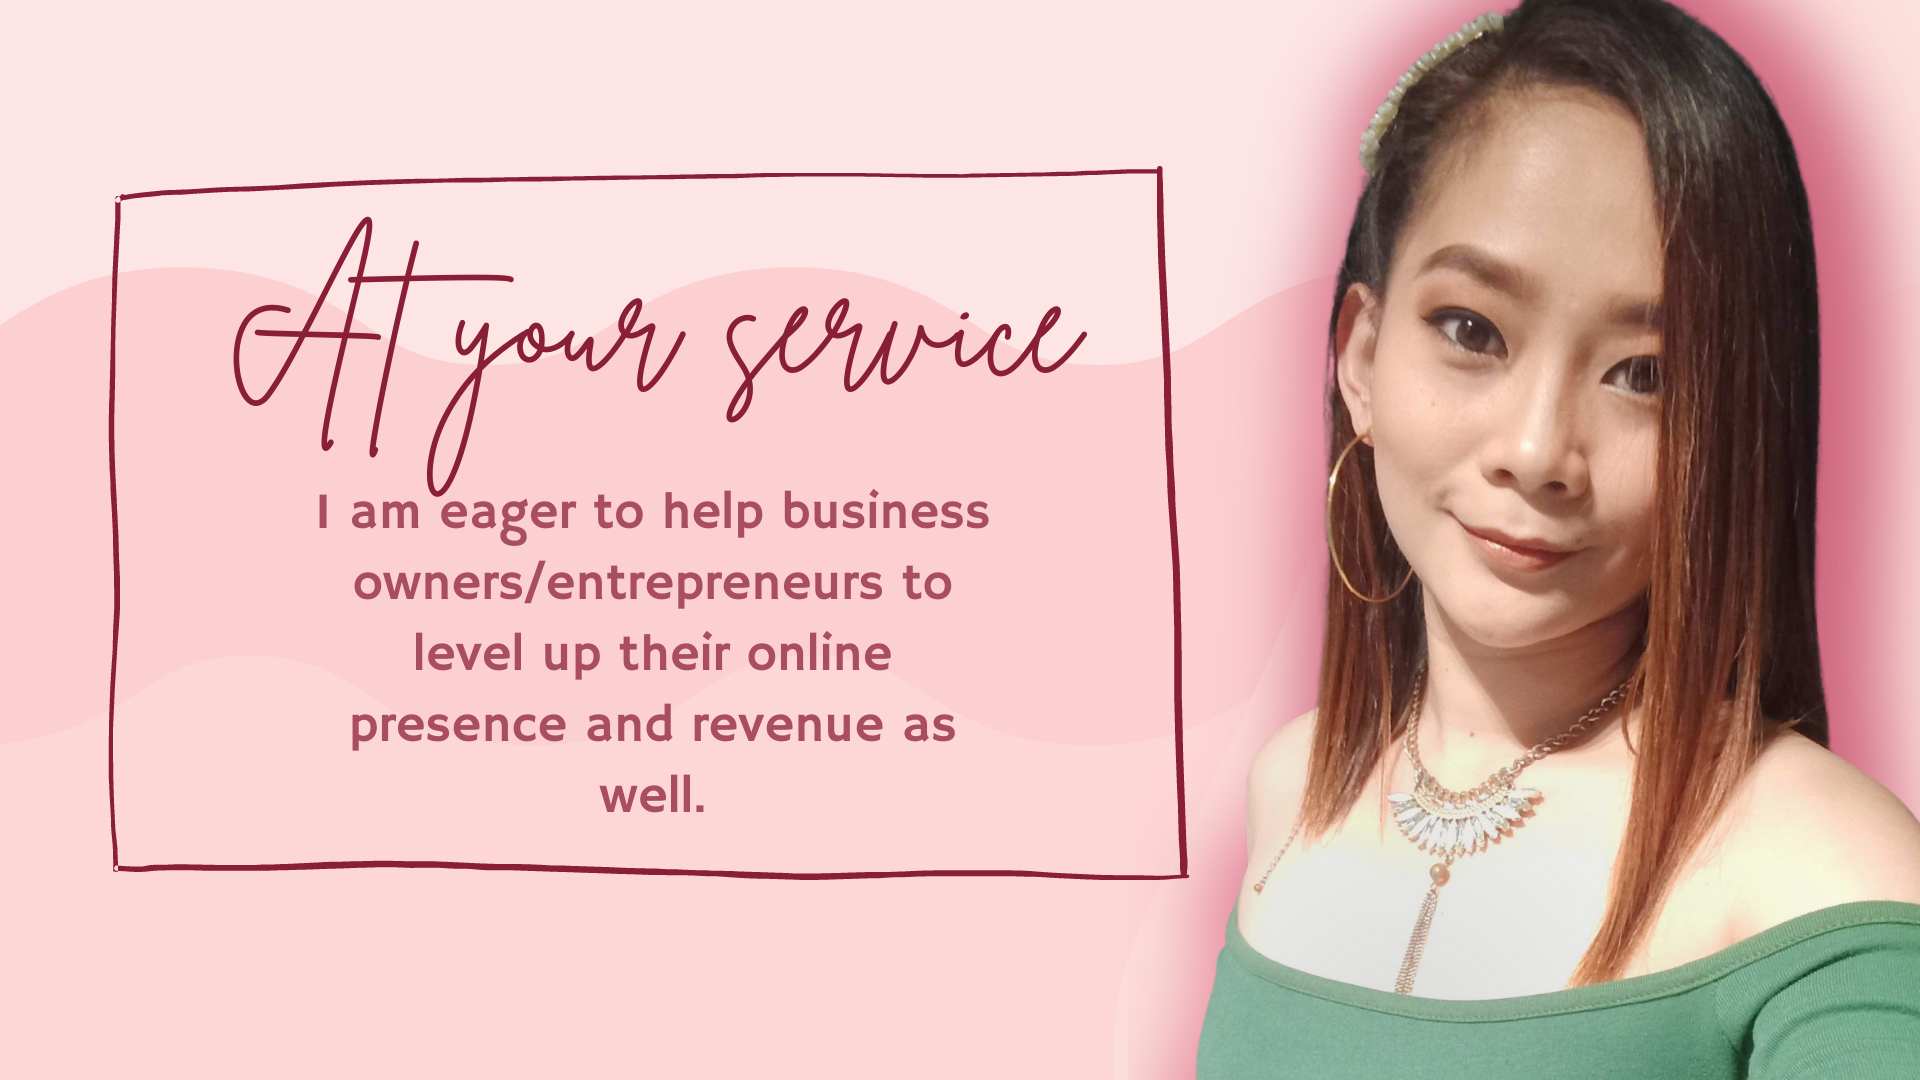 At your service
I am eager to help business
owners/entrepreneurs to
level up their online
presence and revenue as
well.